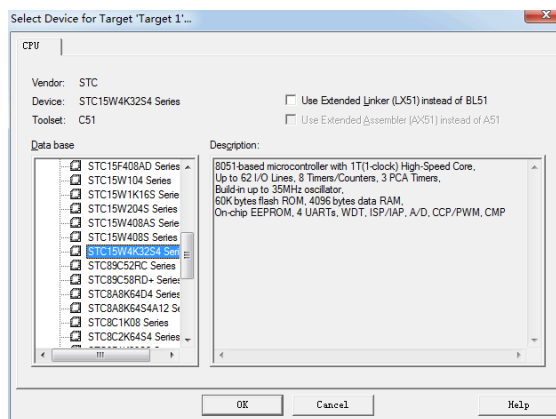 Select Device for Target 'Target 1'...
CPU
Vendor: STC
Device: STC15W4K32S4 Series
Toolset: C51
Use Extended Linker (LX51) instead of BL51
Use Extended Assembler (AX51) instead of A51
Data base
Description:
STC15F408AD Series
STC15W104 Series
STC15W1K16S Series
STC15W204S Series
STC15W408AS Series
STC15W408S Series
STC15W4K32S4 Seri
STC89C52RC Series
STC89C58RD+ Series
STC8A8K64D4 Series
STC8A8K64S4A12 Se
STC8C1K08 Series
STC8C2K64S4 Series
8051-based microcontroller with 1T(1-clock) High-Speed Core,
Up to 62 I/O Lines, 8 Timers/Counters, 3 PCA Timers,
Build-in up to 35MHz oscillator,
60K bytes flash ROM, 4096 bytes data RAM,
On-chip EEPROM, 4 UARTs, WDT, ISP/IAP, A/D, CCP/PWM, CMP
OK
Cancel
Help